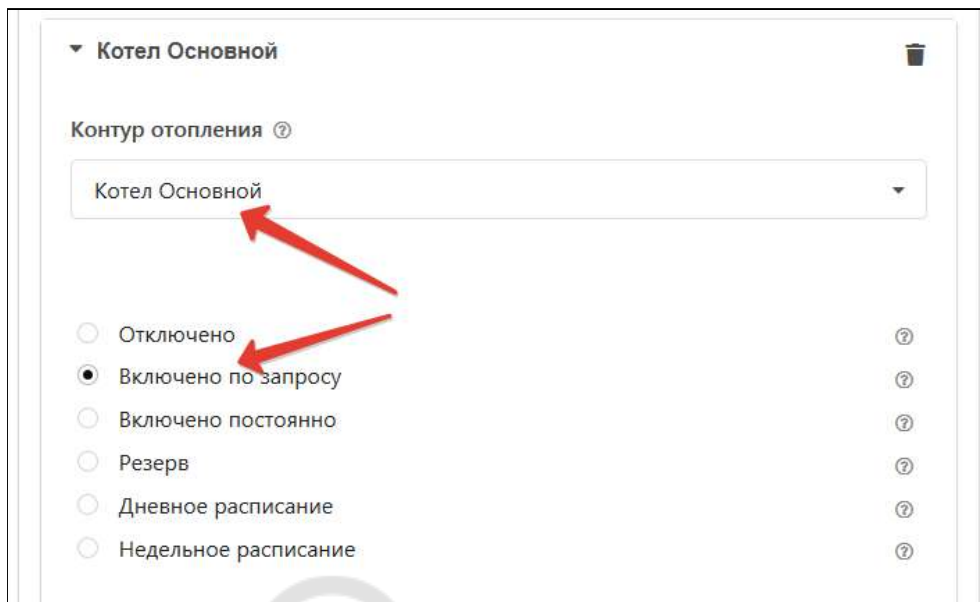 Котел Основной
Контур отопления
Котел Основной
Отключено
Включено по запросу
Включено постоянно
Резерв
Дневное расписание
Недельное расписание